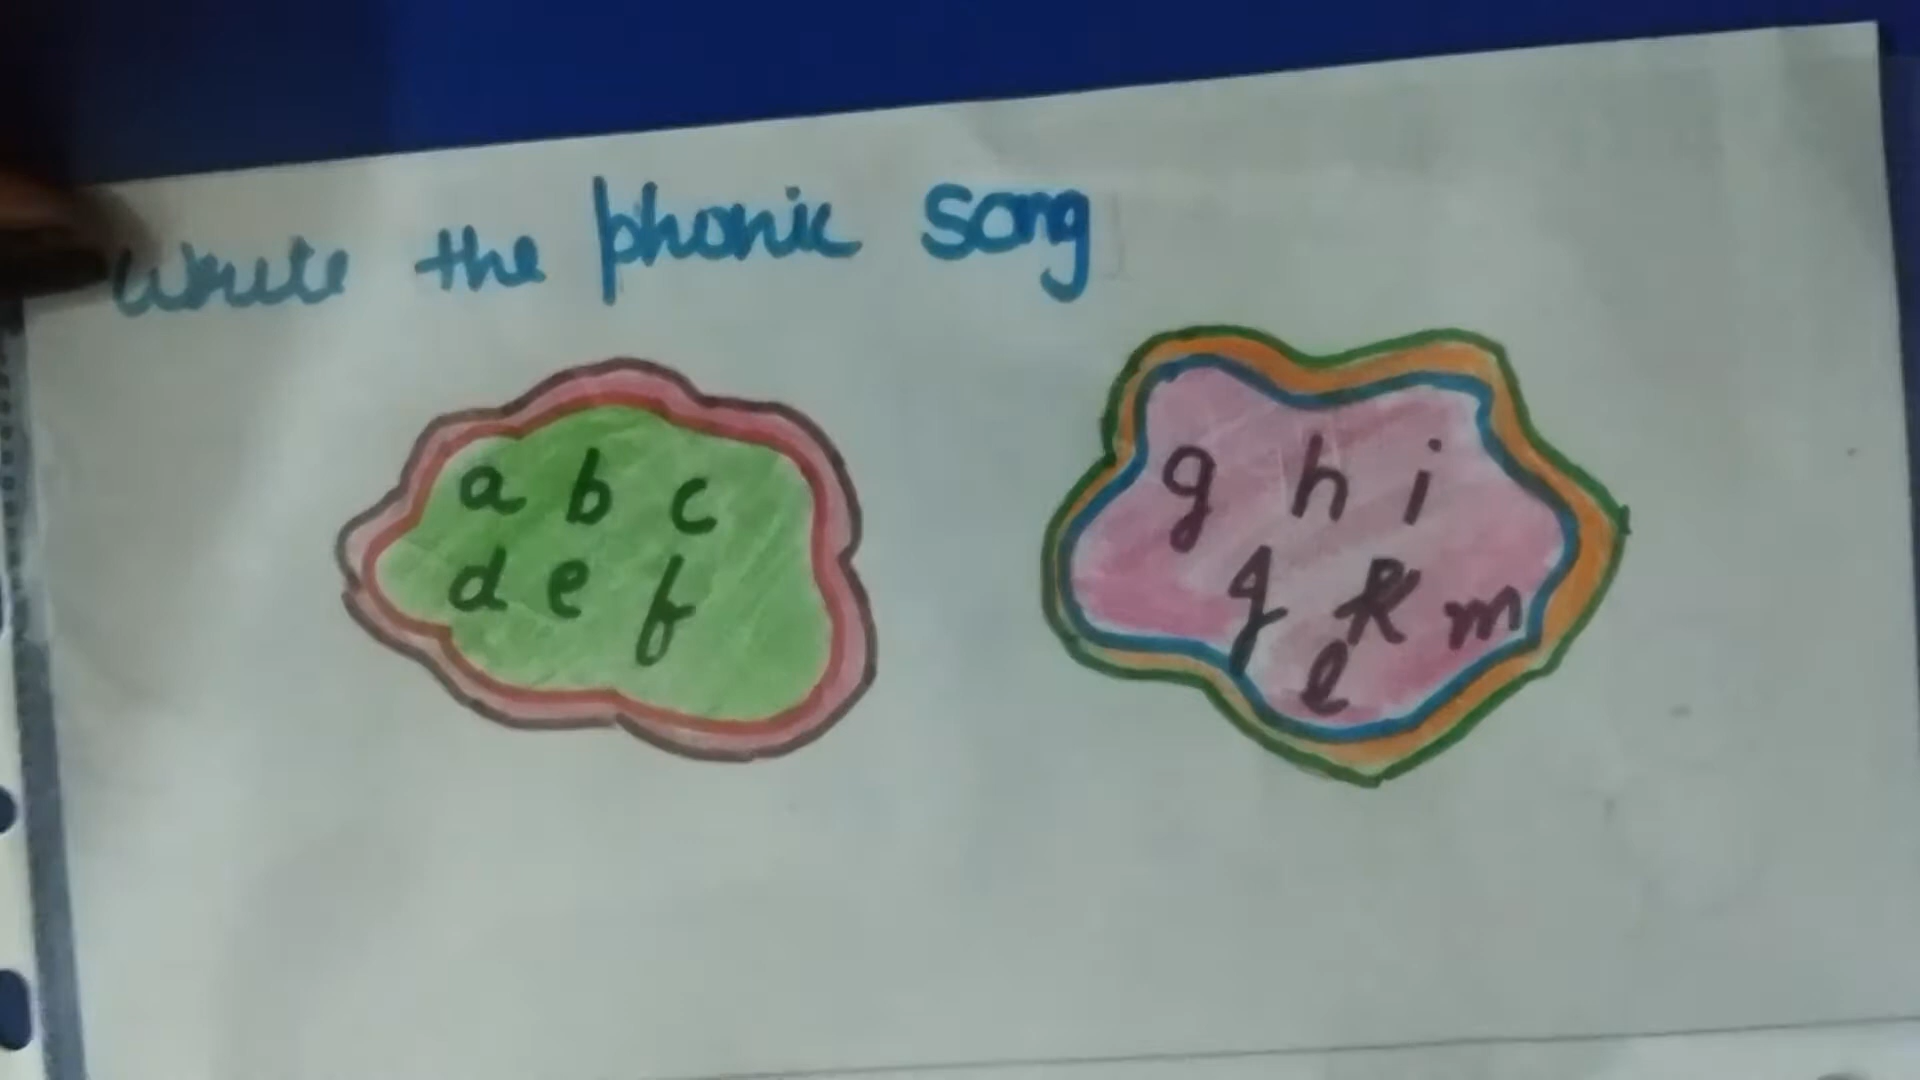 Write the phonic song
a b c
d e f
g h i
j k m
l